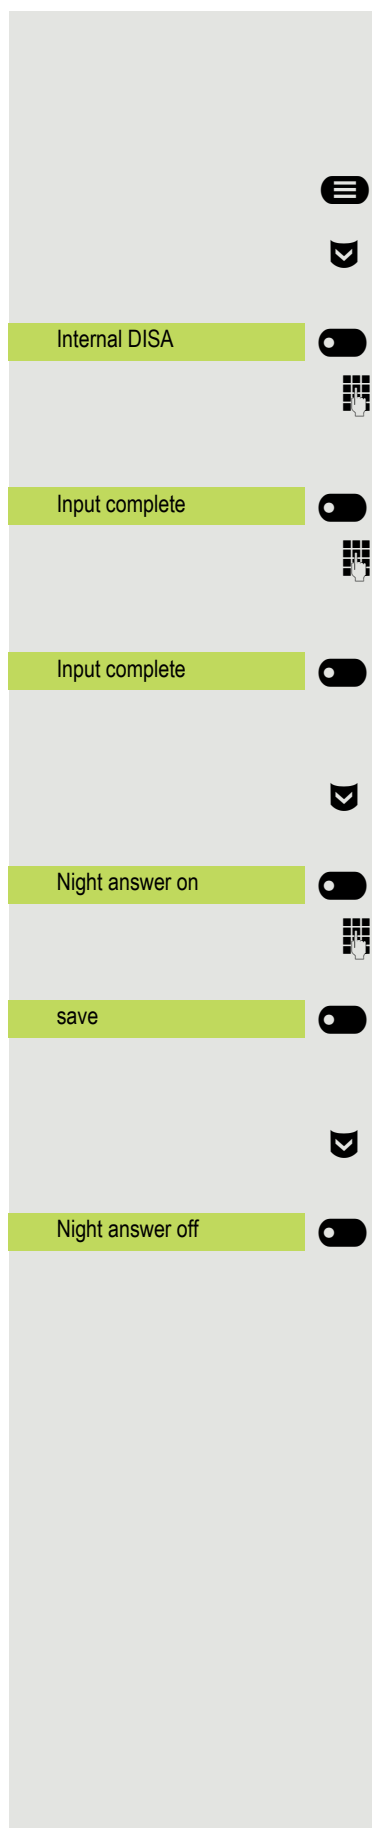 Internal DISA
Input complete
Input complete
Night answer on
save
Night answer off